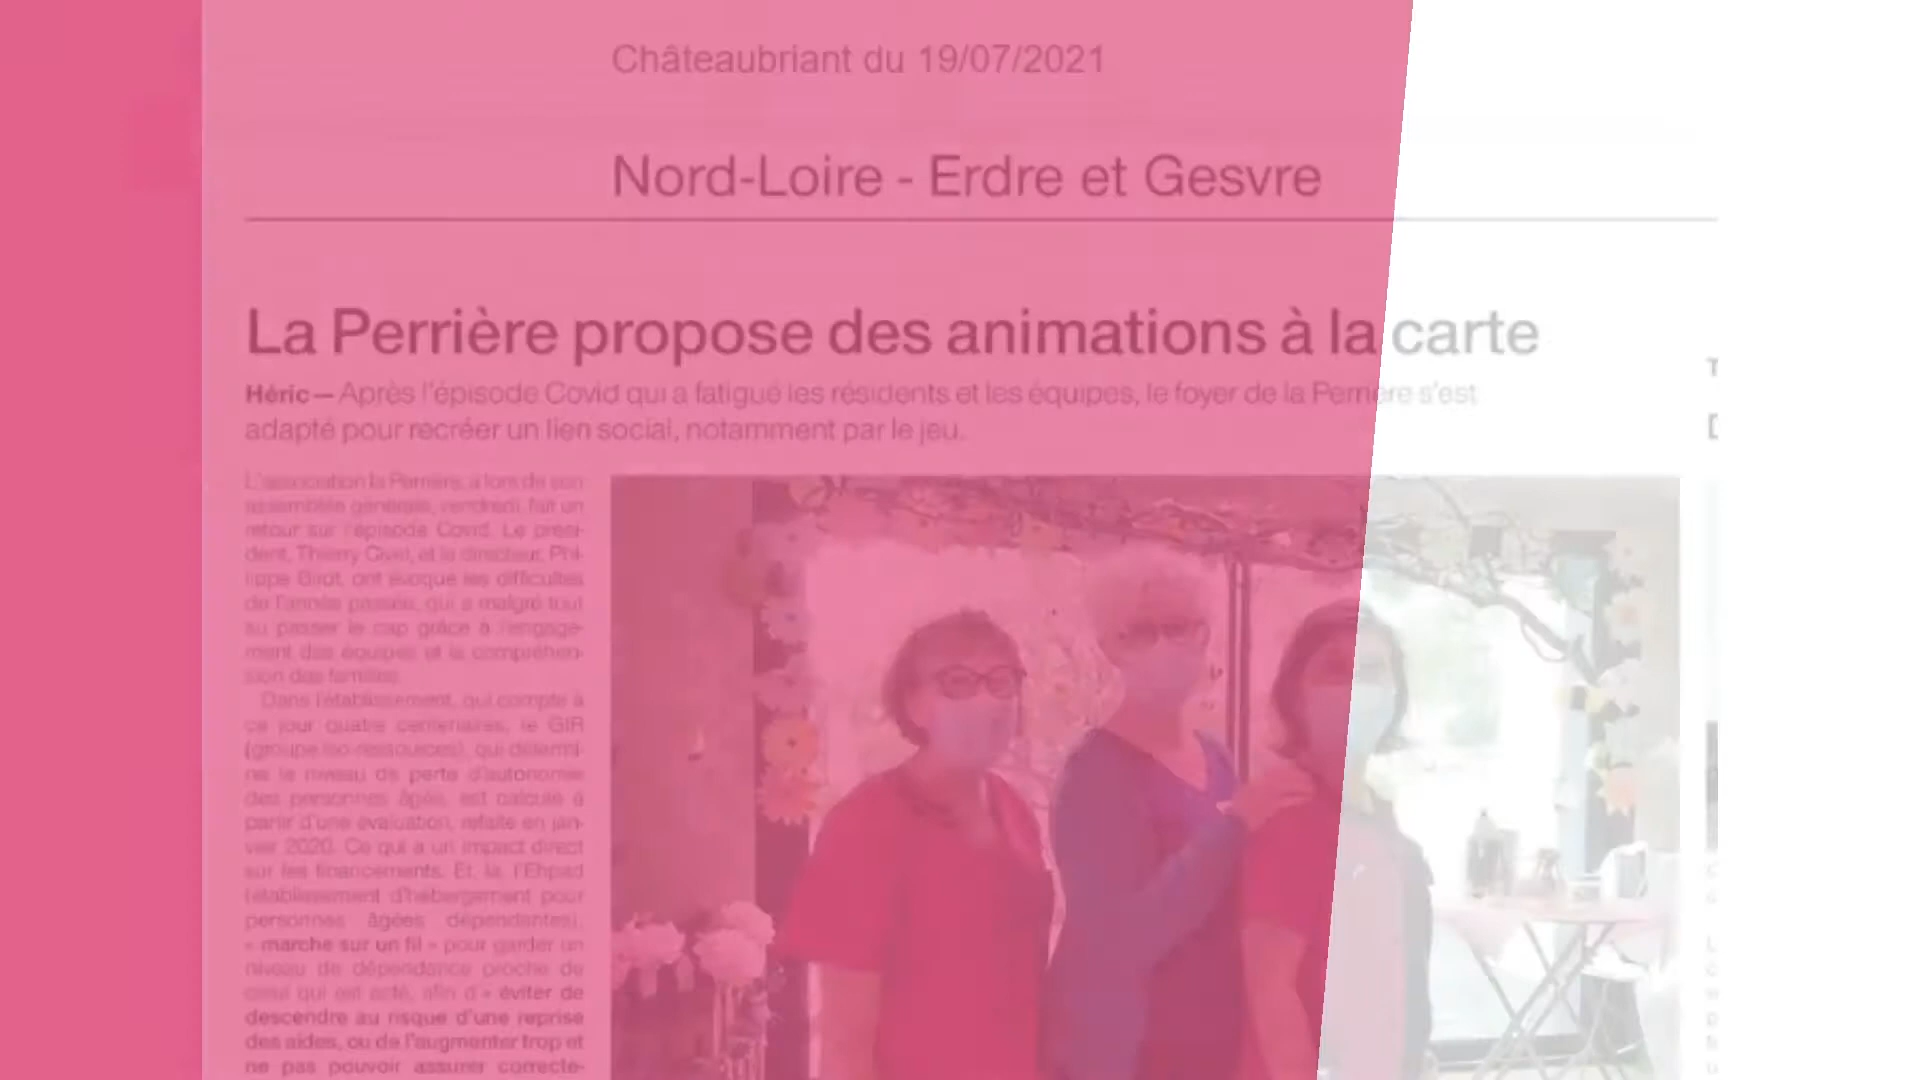 Châteaubriant du 19/07/2021
Nord-Loire - Erdre et Gesvre
La Perrière propose des animations à la carte
Héric — Après l'épisode Covid qui a fatigué les résidents et les équipes, le foyer de la Perrière s'est
adapté pour recréer un lien social, notamment par le jeu.
L'association la Perrière, a lors de son
assemblée générale, vendredi, fait un
retour sur l'épisode Covid. Le prési-
dent, Thierry Civel, et le directeur, Phi-
lippe Birot, ont évoqué les difficultés
de l'année passée, qui a malgré tout
su passer le cap grâce à l'engage-
ment des équipes et la compréhen-
sion des familles.
Dans l'établissement, qui compte à
ce jour quatre centenaires, le GIR
(groupe iso-ressources), qui détermi-
ne le niveau de perte d'autonomie
des personnes âgés, est calculé à
partir d'une évaluation, refaite en jan-
vier 2020. Ce qui a un impact direct
sur les financements. Et, là, l'Ehpad
(établissement d'hébergement pour
personnes âgées dépendantes),
« marche sur un fil » pour garder un
niveau de dépendance proche de
celui qui est acté, afin d'« éviter de
descendre au risque d'une reprise
des aides, ou de l'augmenter trop et
ne pas pouvoir assurer correcte-